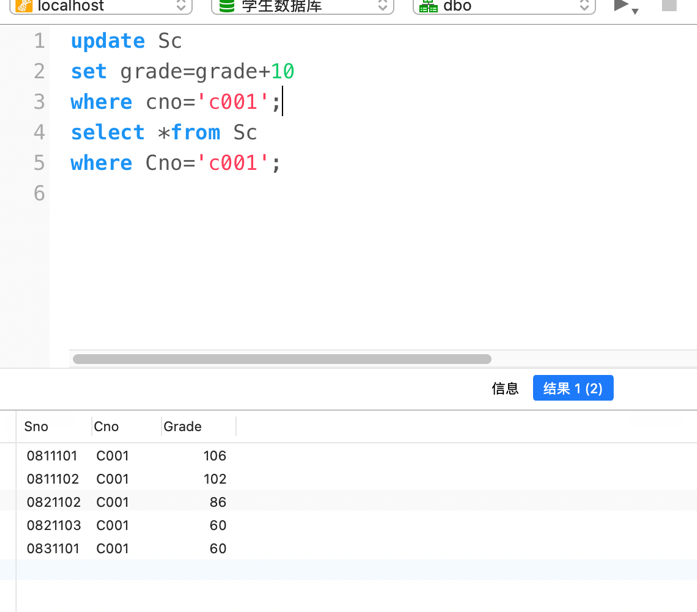 localhost 学生数据库 dbo
1 update Sc
2 set grade=grade+10
3 where cno='c001';
4 select *from Sc
5 where Cno='c001';
6
信息 结果 1 (2)
Sno Cno Grade
0811101 C001 106
0811102 C001 102
0821102 C001 86
0821103 C001 60
0831101 C001 60